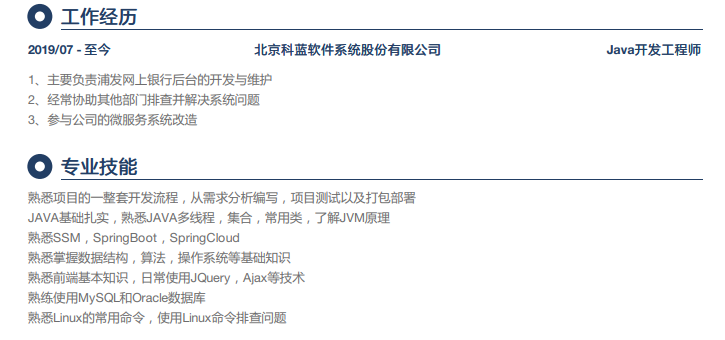 工作经历
2019/07 - 至今 北京科蓝软件系统股份有限公司 Java开发工程师
1、主要负责浦发网上银行后台的开发与维护
2、经常协助其他部门排查并解决系统问题
3、参与公司的微服务系统改造
专业技能
熟悉项目的一整套开发流程，从需求分析编写，项目测试以及打包部署
JAVA基础扎实，熟悉JAVA多线程，集合，常用类，了解JVM原理
熟悉SSM，SpringBoot，SpringCloud
熟悉掌握数据结构，算法，操作系统等基础知识
熟悉前端基本知识，日常使用JQuery，Ajax等技术
熟练使用MySQL和Oracle数据库
熟悉Linux的常用命令，使用Linux命令排查问题